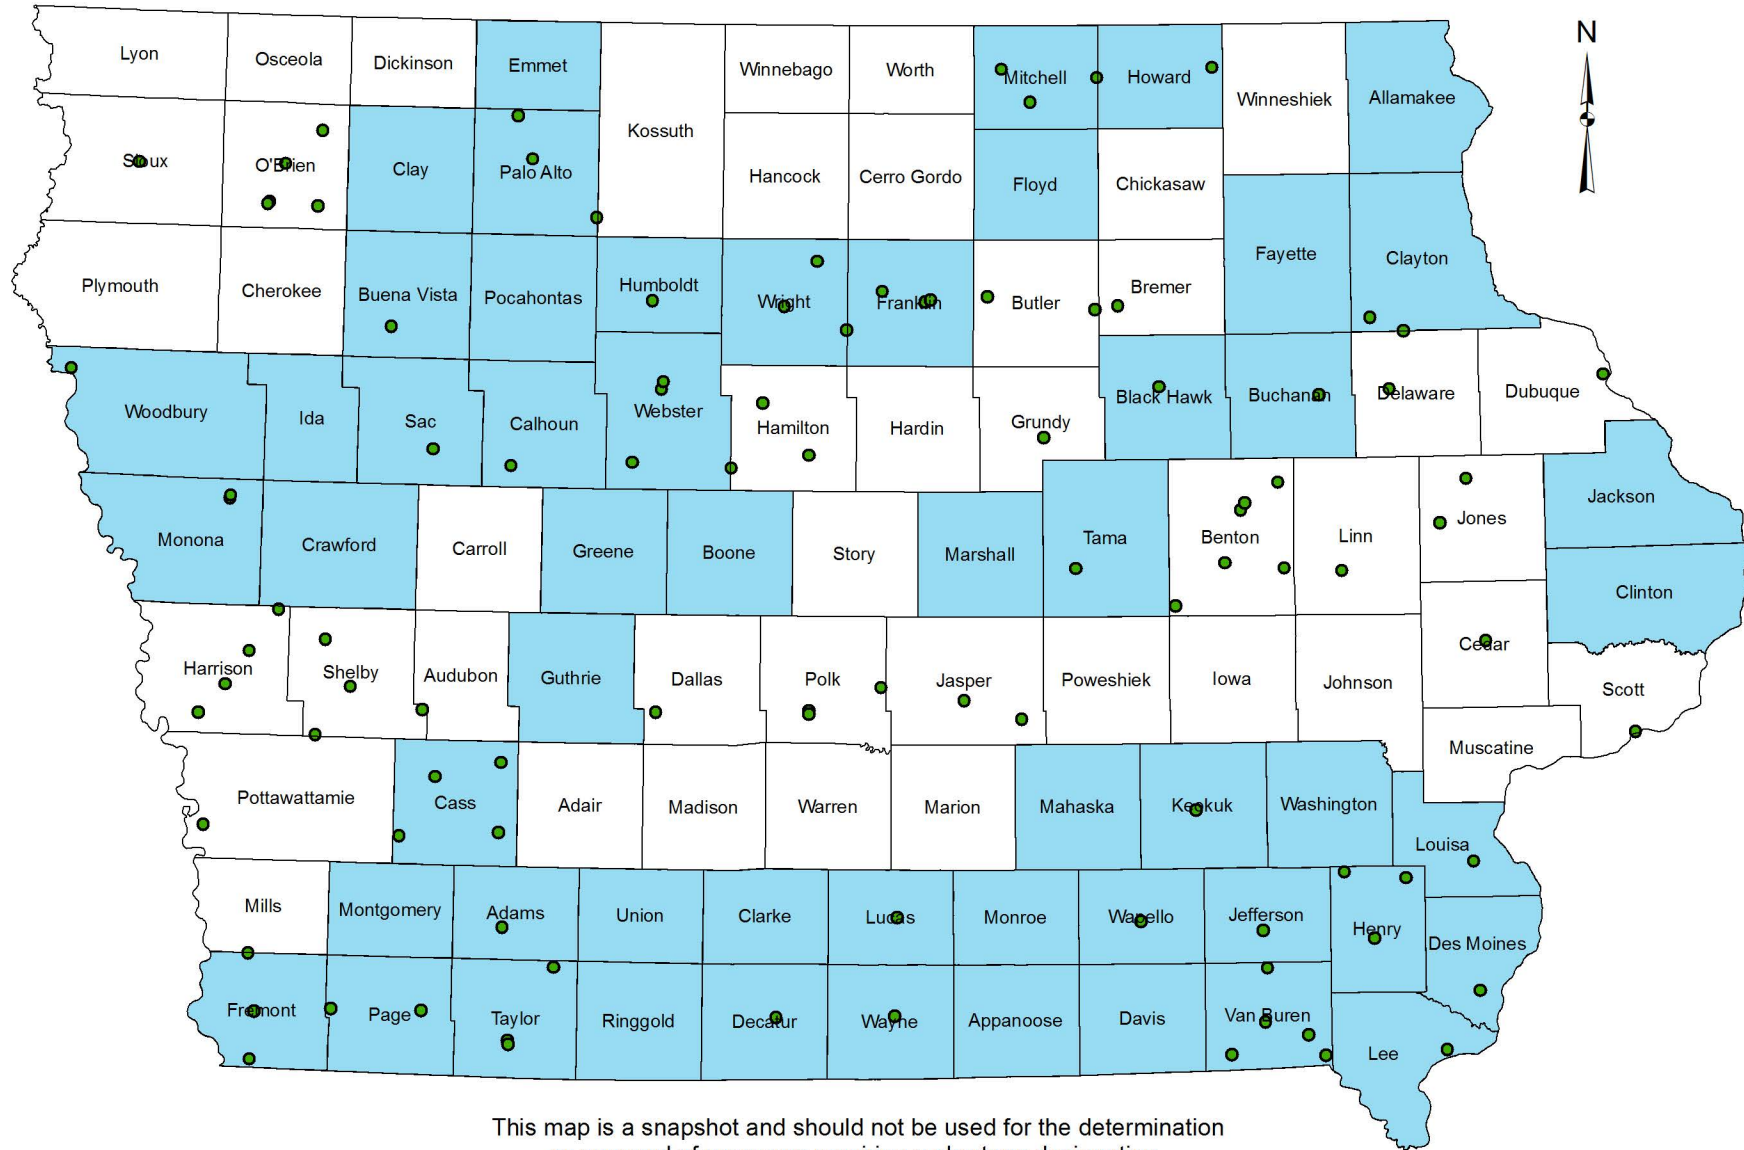 N
Lyon
Osceola
Dickinson
Emmet
Kossuth
Winnebago
Worth
Mitchell
Howard
Winneshiek
Allamakee
Sioux
O'Brien
Clay
Palo Alto
Hancock
Cerro Gordo
Floyd
Chickasaw
Fayette
Clayton
Plymouth
Cherokee
Buena Vista
Pocahontas
Humboldt
Wright
Franklin
Butler
Bremer
Woodbury
Ida
Sac
Calhoun
Webster
Hamilton
Hardin
Grundy
Black Hawk
Buchanan
Delaware
Dubuque
Monona
Crawford
Carroll
Greene
Boone
Story
Marshall
Tama
Benton
Linn
Jones
Jackson
Clinton
Harrison
Shelby
Audubon
Guthrie
Dallas
Polk
Jasper
Poweshiek
Iowa
Johnson
Cedar
Scott
Muscatine
Pottawattamie
Cass
Adair
Madison
Warren
Marion
Mahaska
Keokuk
Washington
Louisa
Mills
Montgomery
Adams
Union
Clarke
Lucas
Monroe
Wapello
Jefferson
Henry
Des Moines
Fremont
Page
Taylor
Ringgold
Decatur
Wayne
Appanoose
Davis
Van Buren
Lee
This map is a snapshot and should not be used for the determination